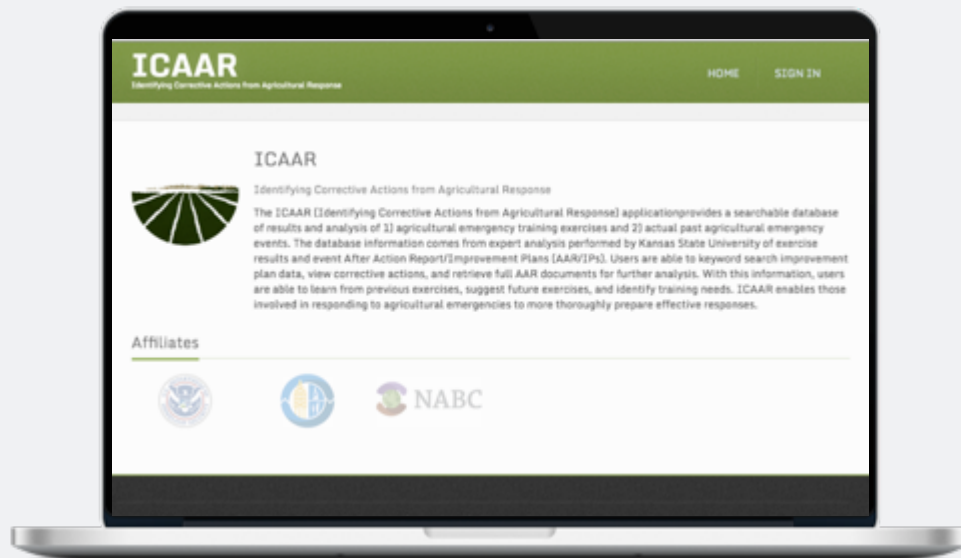 ICAAR
Identifying Corrective Actions from Agricultural Response
HOME
SIGN IN
ICAAR
Identifying Corrective Actions from Agricultural Response
The ICAAR [Identifying Corrective Actions from Agricultural Response] applicationprovides a searchable database
of results and analysis of 1] agricultural emergency training exercises and 2] actual past agricultural emergency
events. The database information comes from expert analysis performed by Kansas State University of exercise
results and event After Action Report/Improvement Plans [AAR/IPs]. Users are able to keyword search improvement
plan data, view corrective actions, and retrieve full AAR documents for further analysis. With this information, users
are able to learn from previous exercises, suggest future exercises, and identify training needs. ICAAR enables those
involved in responding to agricultural emergencies to more thoroughly prepare effective responses.
Affiliates
NABC